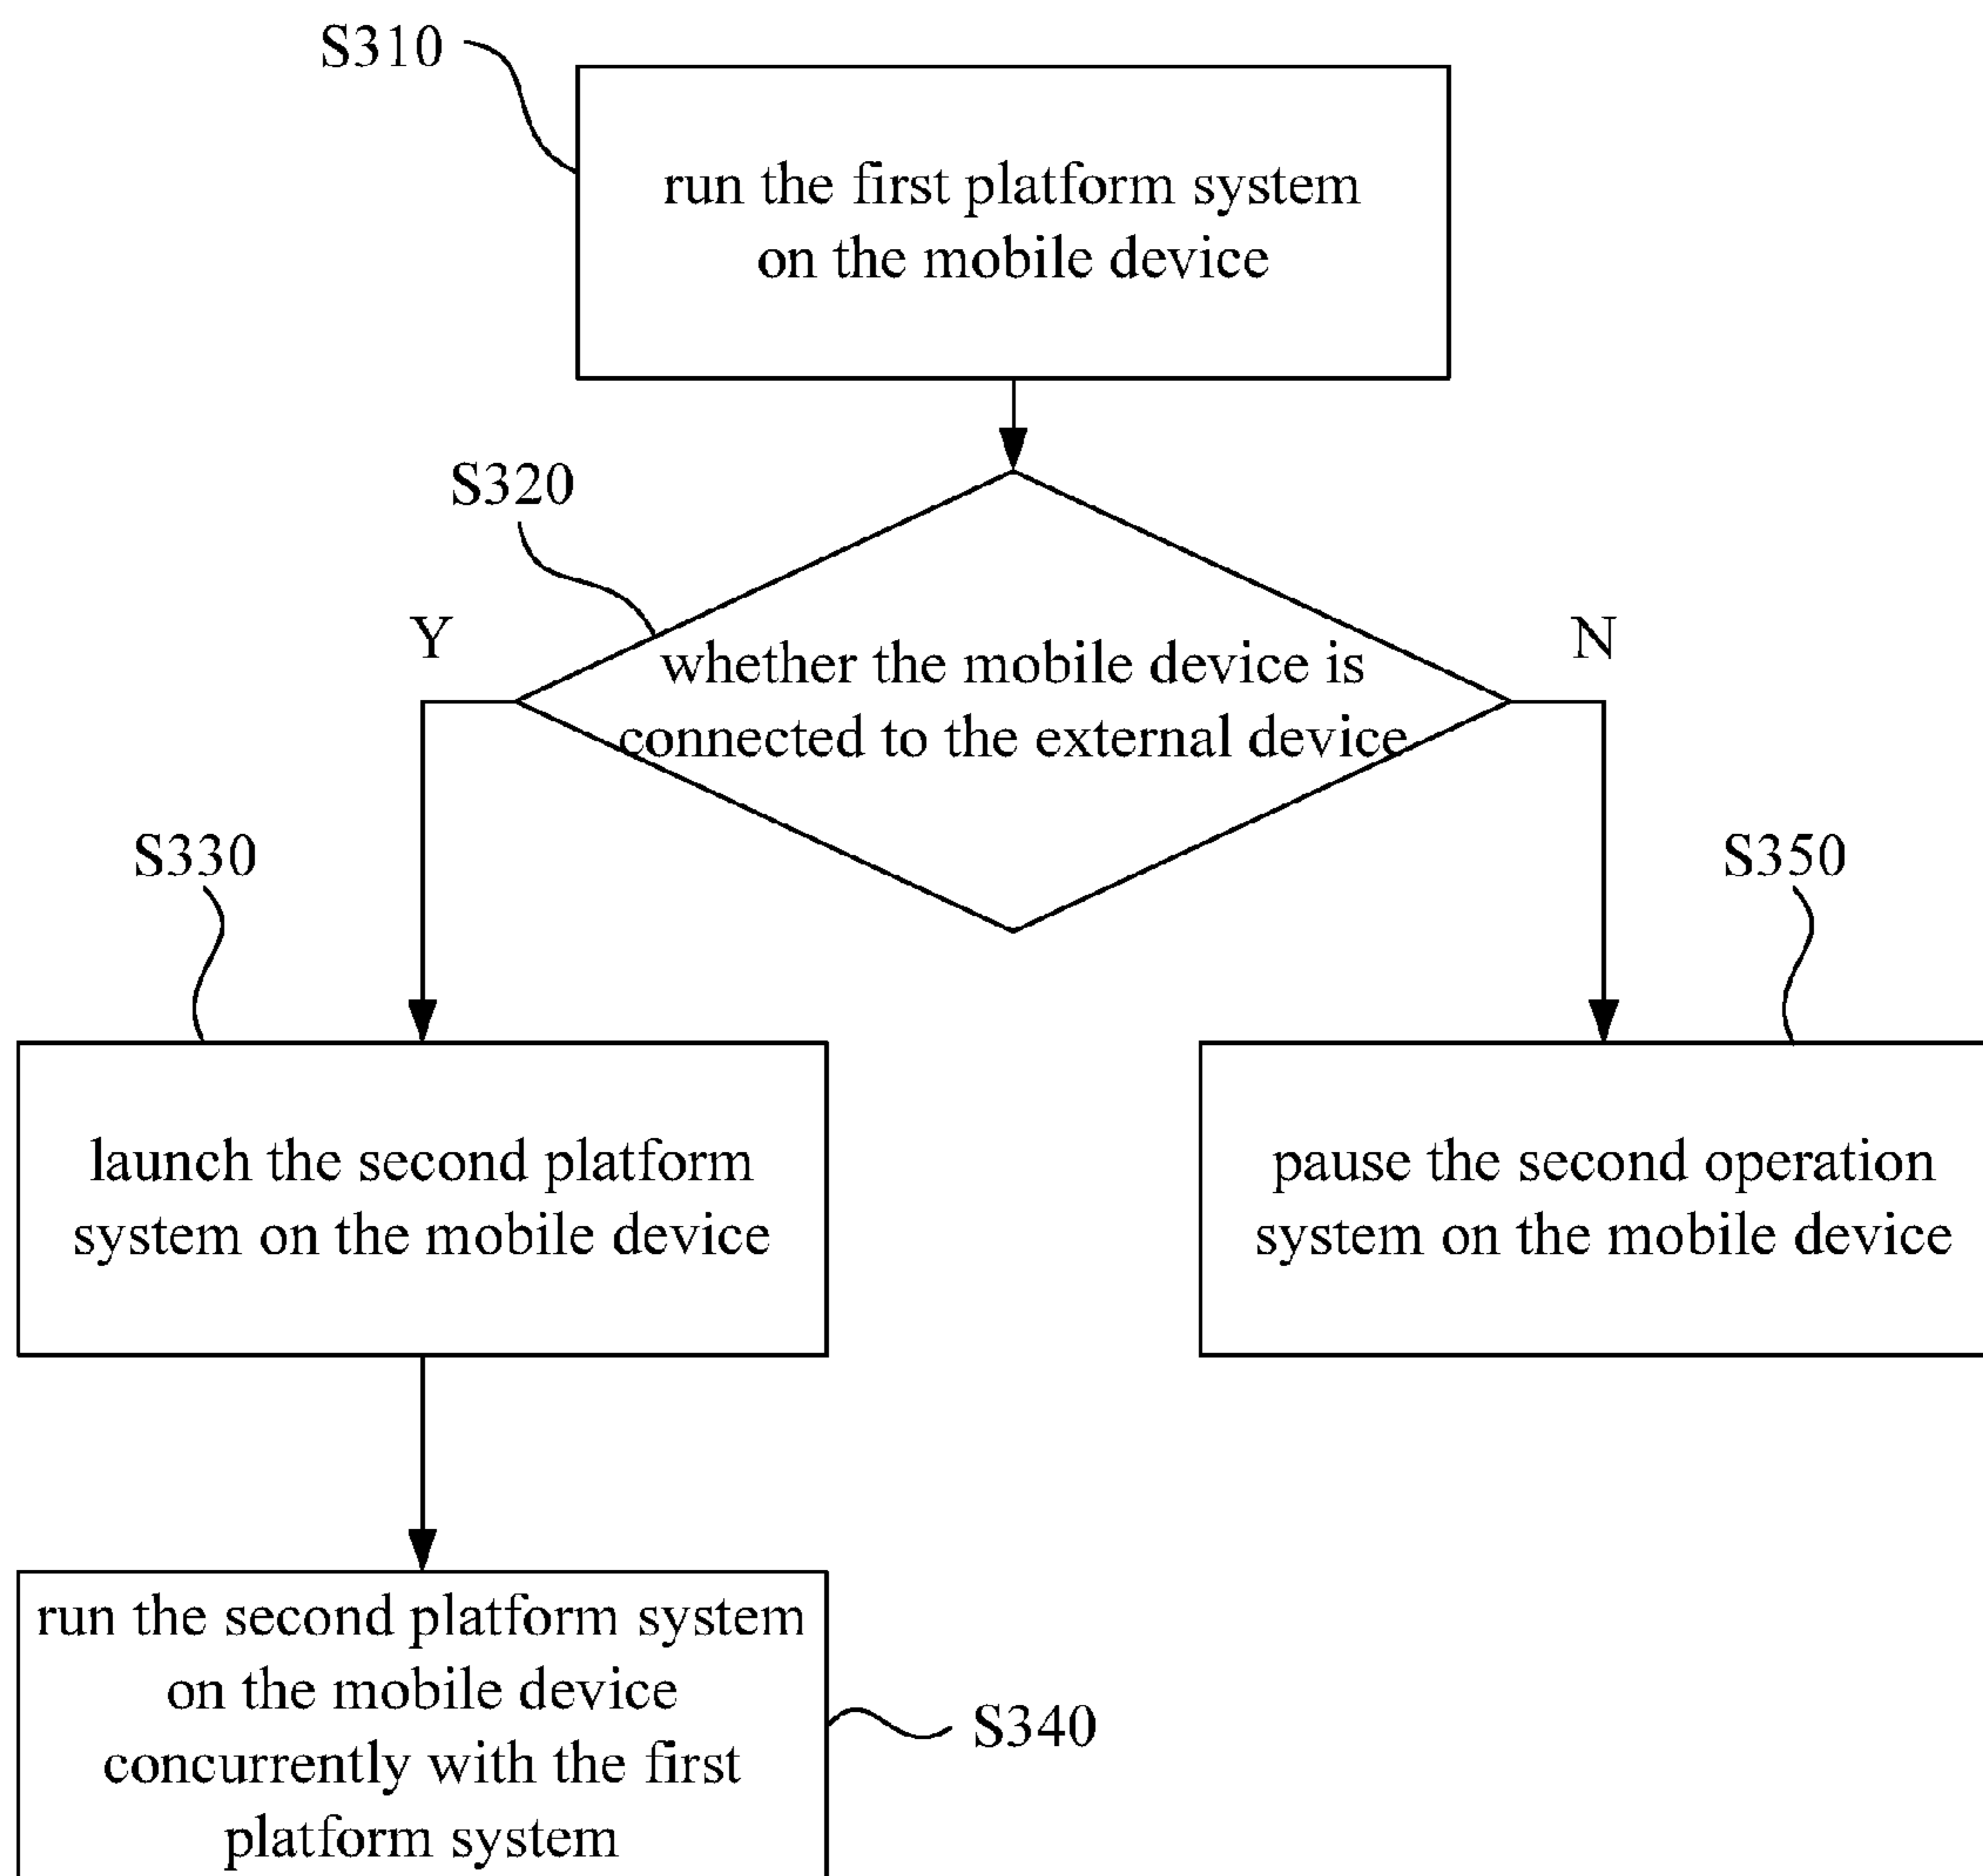 S310
run the first platform system
on the mobile device
S320
Y
N
whether the mobile device is
connected to the external device
S330
S350
launch the second platform
system on the mobile device
pause the second operation
system on the mobile device
run the second platform system
on the mobile device
concurrently with the first
platform system
S340